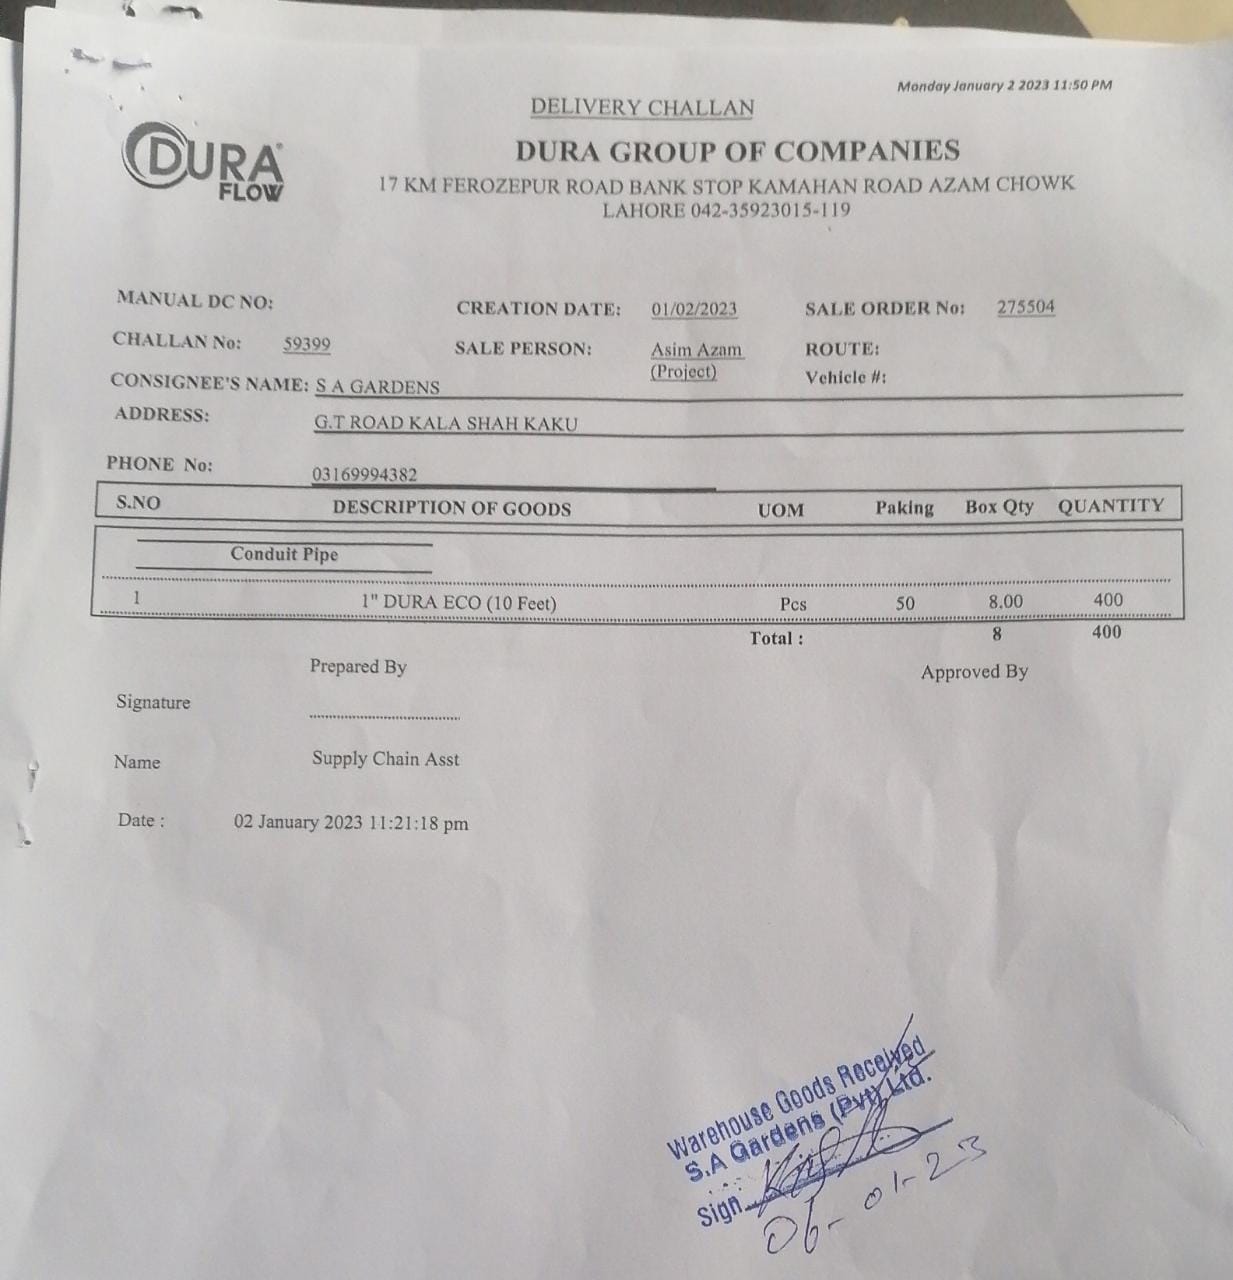 Monday January 2 2023 11:50 PM
DELIVERY CHALLAN
DURA FLOW
DURA GROUP OF COMPANIES
17 KM FEROZEPUR ROAD BANK STOP KAMAHAN ROAD AZAM CHOWK
LAHORE 042-35923015-119
MANUAL DC NO:
CREATION DATE: 01/02/2023 SALE ORDER No: 275504
CHALLAN No: 59399 SALE PERSON: Asim Azam (Project) ROUTE:
Vehicle #:
CONSIGNEE'S NAME: S A GARDENS
ADDRESS: G.T ROAD KALA SHAH KAKU
PHONE No: 03169994382
S.NO DESCRIPTION OF GOODS UOM Paking Box Qty QUANTITY
Conduit Pipe
1 1" DURA ECO (10 Feet) Pcs 50 8.00 400
Total : 8 400
Prepared By Approved By
Signature
Name Supply Chain Asst
Date : 02 January 2023 11:21:18 pm
Warehouse Goods Received
S.A Gardens (Pvt) Ltd.
Sign
06-01-23